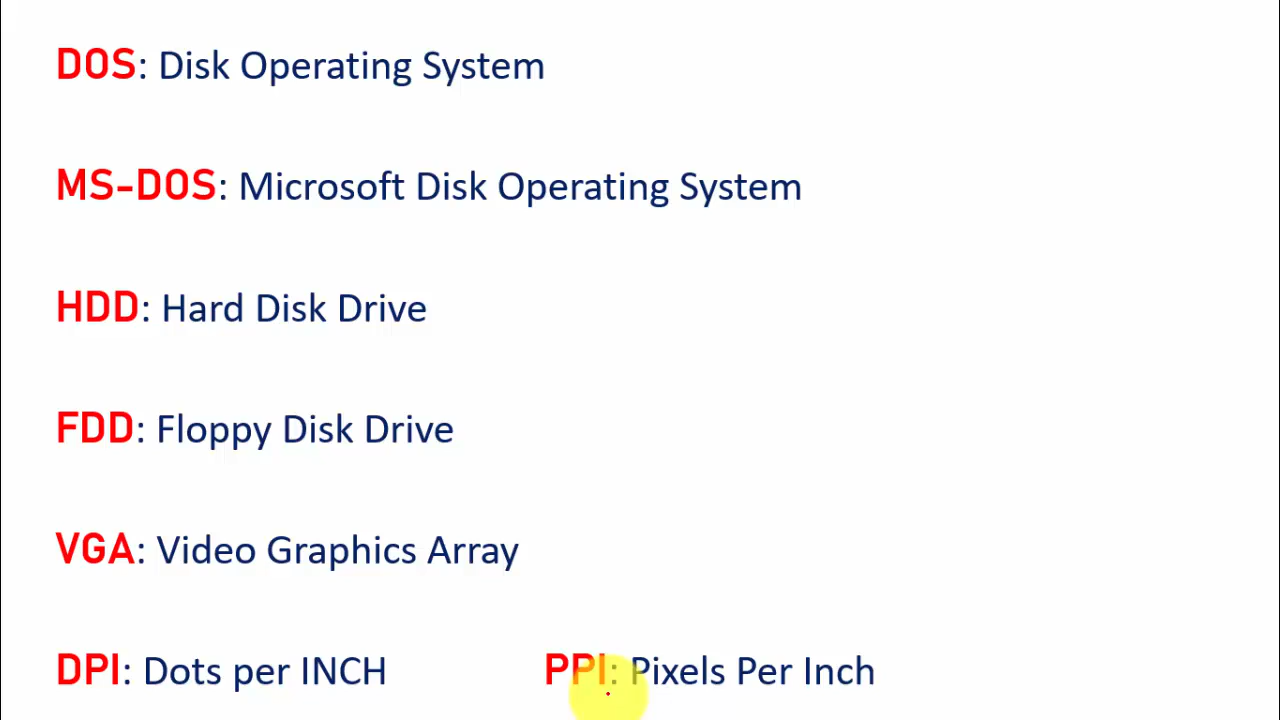 DOS: Disk Operating System
MS-DOS: Microsoft Disk Operating System
HDD: Hard Disk Drive
FDD: Floppy Disk Drive
VGA: Video Graphics Array
DPI: Dots per INCH PPI: Pixels Per Inch